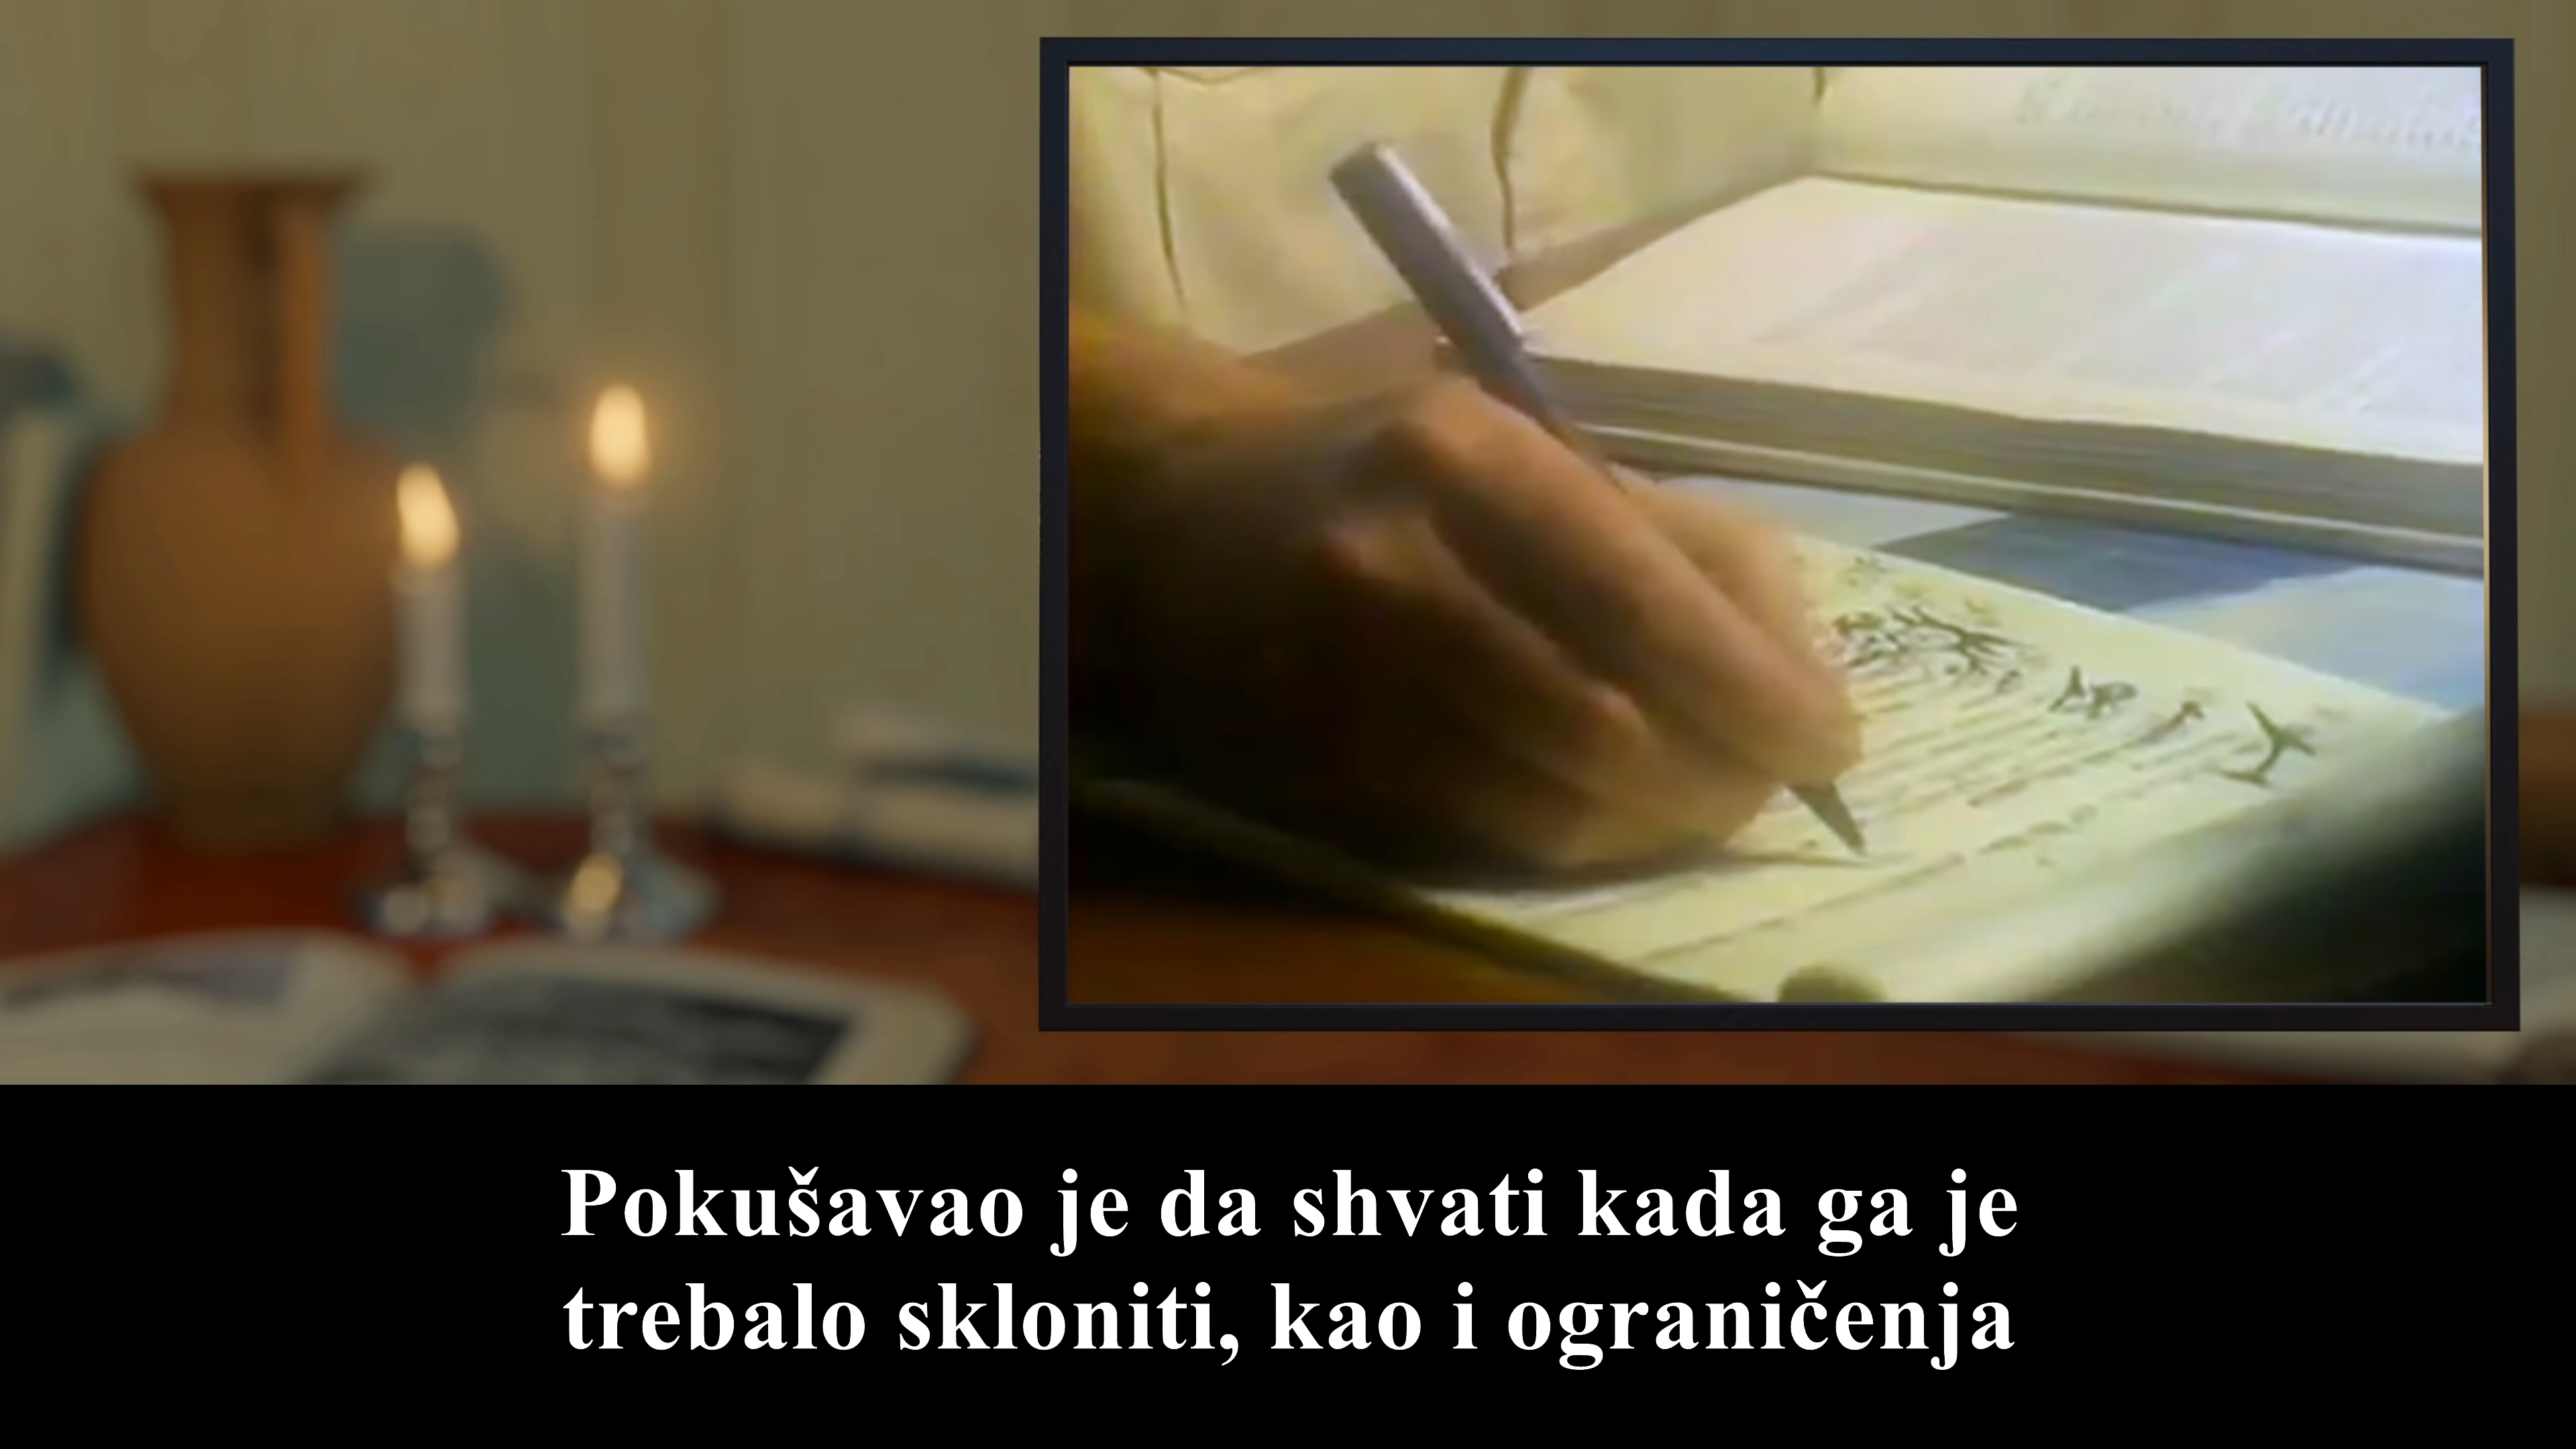 Pokušavao je da shvati kada ga je
trebalo skloniti, kao i ograničenja